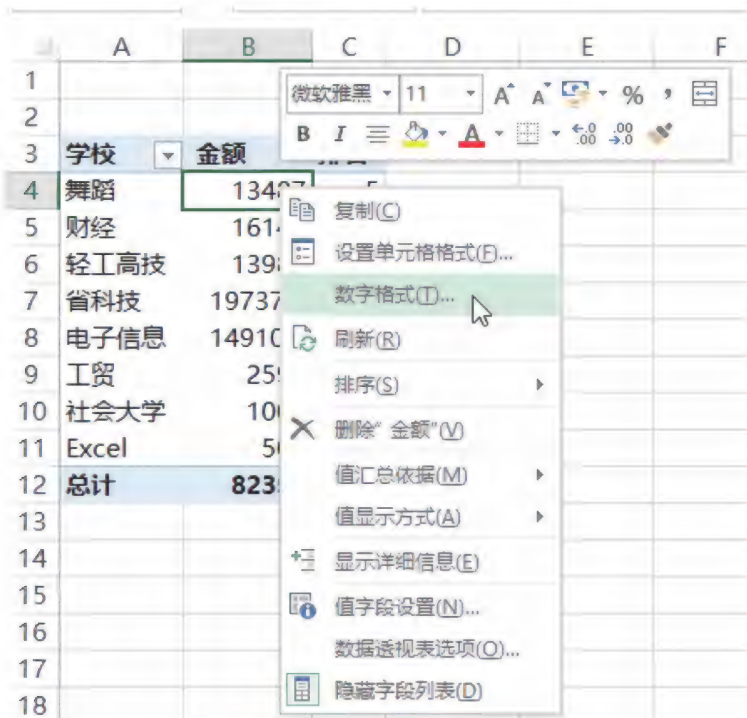 A B C D E F
1
微软雅黑 11 A A % ,
2
B I A .0 .00 .00 .0
3 学校 金额
4 舞蹈
5 财经
6 轻工高技
7 省科技
8 电子信息
9 工贸
10 社会大学
11 Excel
12 总计
13
14
15
16
17
18
复制(C)
设置单元格格式(F)...
数字格式(T)...
刷新(R)
排序(S)
删除“ 金额”(V)
值汇总依据(M)
值显示方式(A)
显示详细信息(E)
值字段设置(N)...
数据透视表选项(O)...
隐藏字段列表(D)